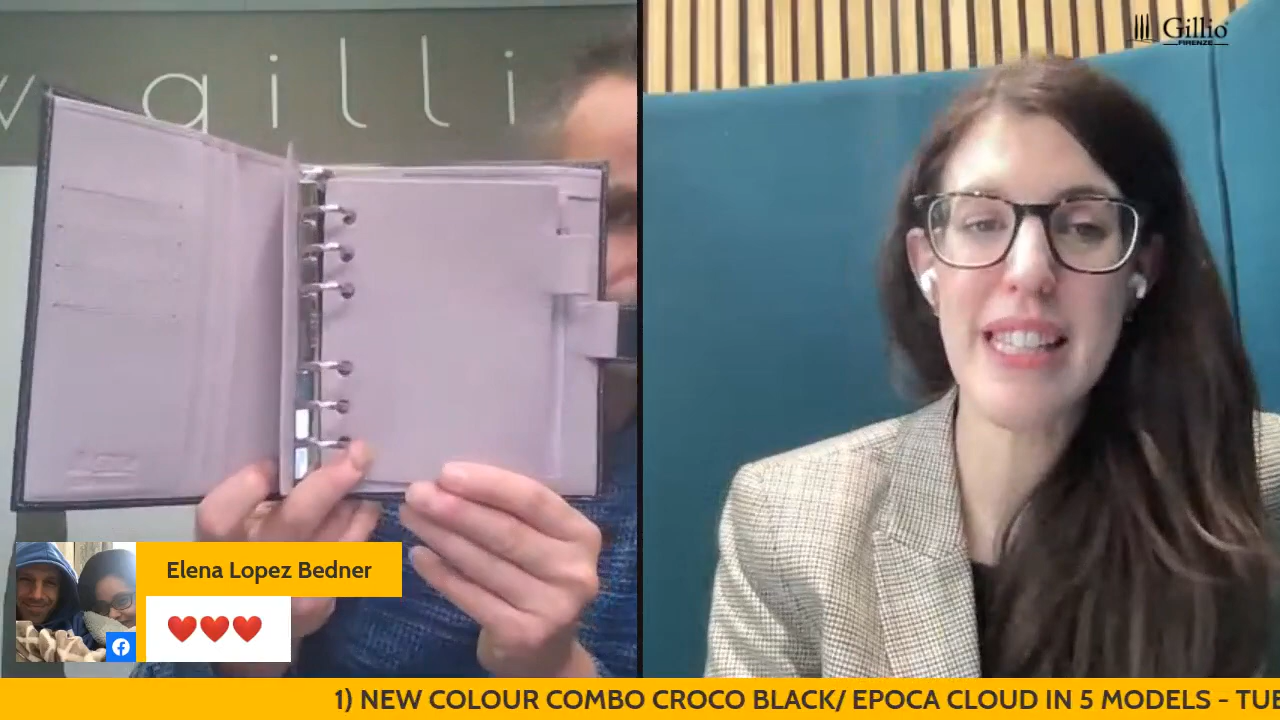 w gilli
Gillio
FIRENZE
Elena Lopez Bedner
❤️❤️❤️
1) NEW COLOUR COMBO CROCO BLACK/ EPOCA CLOUD IN 5 MODELS - TUE